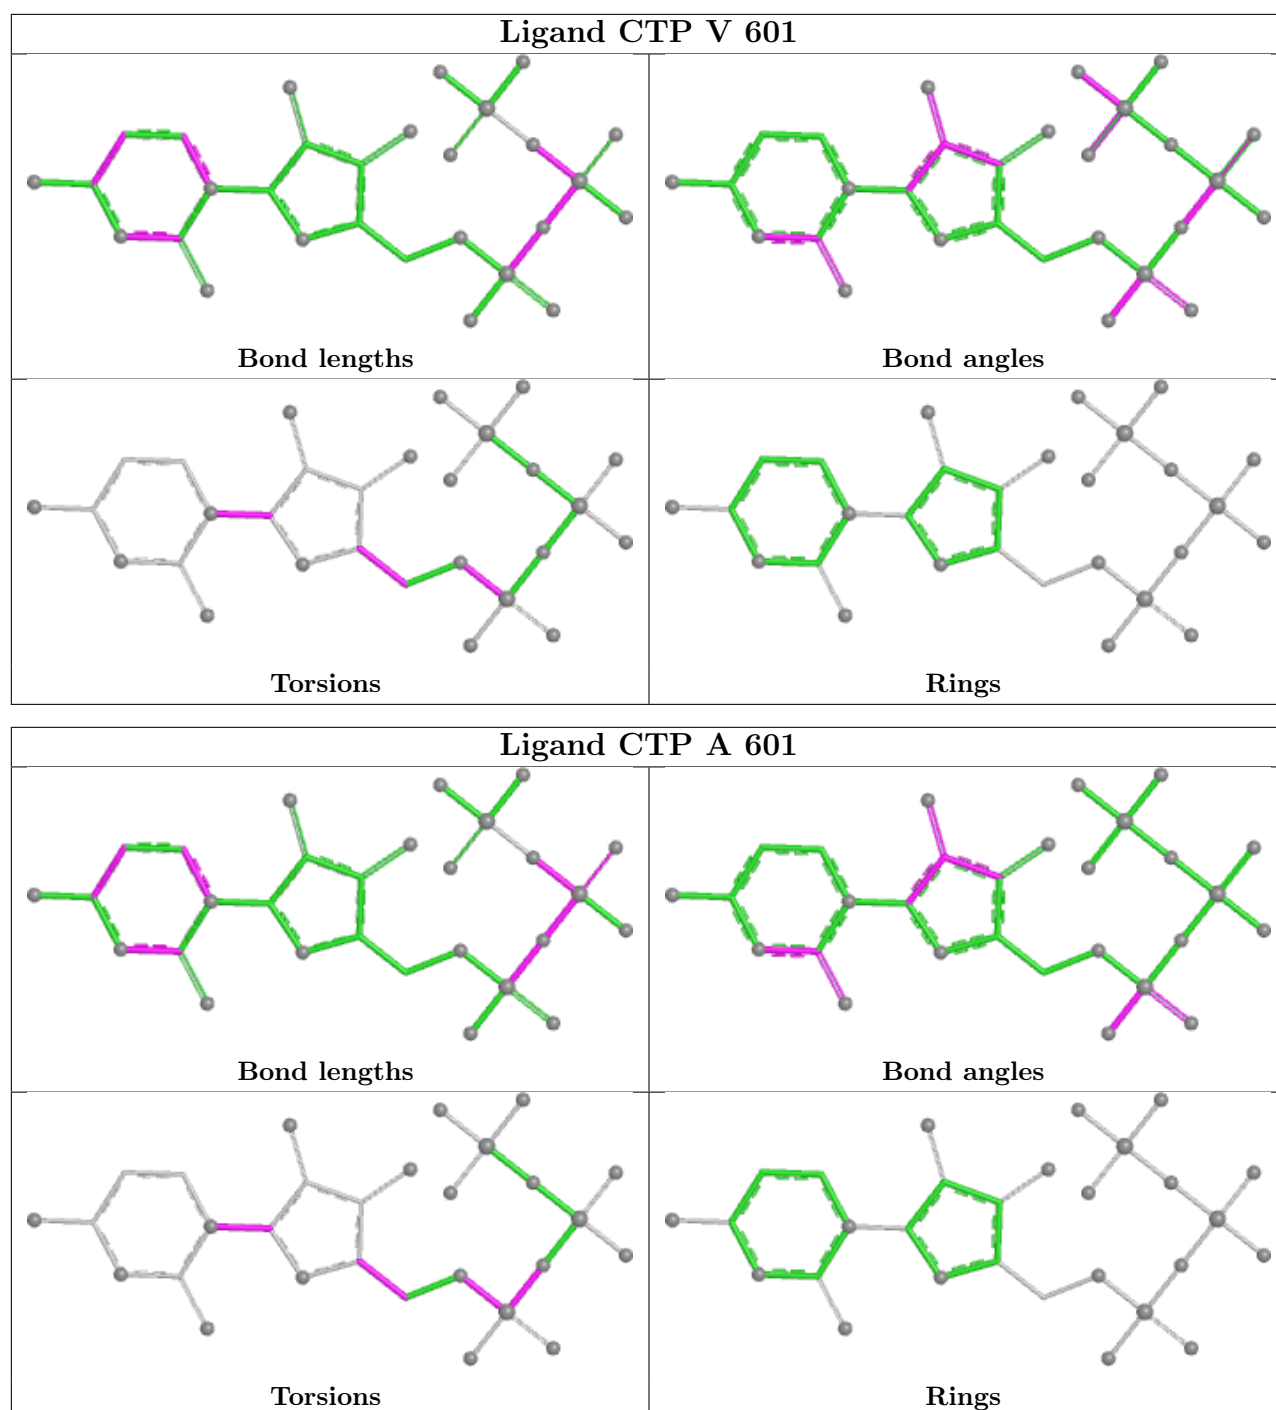 Ligand CTP V 601
Bond lengths
Bond angles
Torsions
Rings
Ligand CTP A 601
Bond lengths
Bond angles
Torsions
Rings